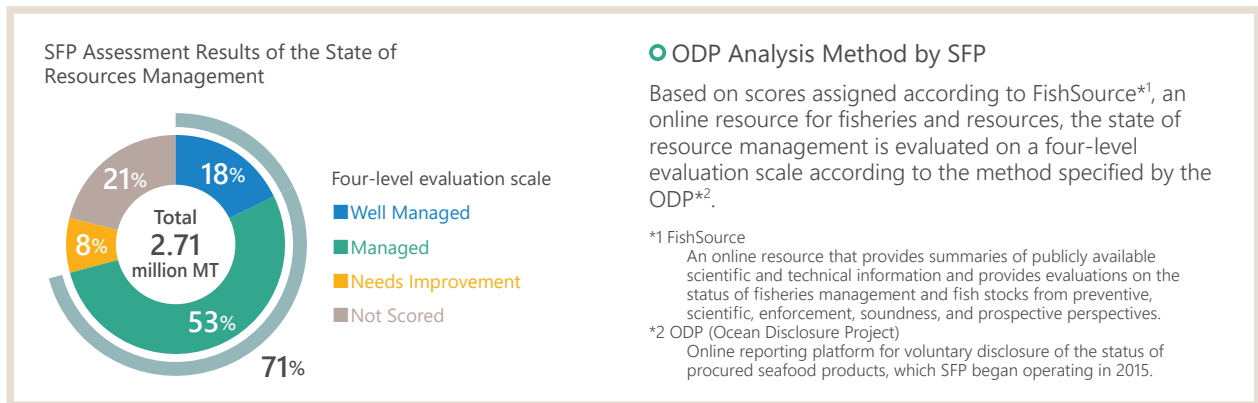 SFP Assessment Results of the State of
Resources Management
21%
18%
8%
53%
71%
Total
2.71
million MT
Four-level evaluation scale
Well Managed
Managed
Needs Improvement
Not Scored
ODP Analysis Method by SFP
Based on scores assigned according to FishSource*1, an
online resource for fisheries and resources, the state of
resource management is evaluated on a four-level
evaluation scale according to the method specified by the
ODP*2.
*1 FishSource
An online resource that provides summaries of publicly available
scientific and technical information and provides evaluations on the
status of fisheries management and fish stocks from preventive,
scientific, enforcement, soundness, and prospective perspectives.
*2 ODP (Ocean Disclosure Project)
Online reporting platform for voluntary disclosure of the status of
procured seafood products, which SFP began operating in 2015.